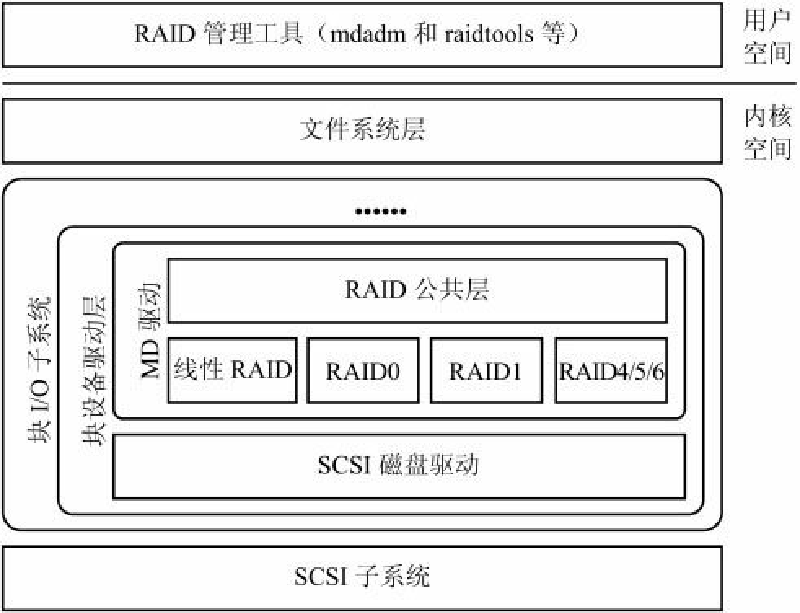 RAID 管理工具（mdadm 和 raidtools 等）
用户
空间
文件系统层
内核
空间
......
块 I/O 子系统
块设备驱动层
MD 驱动
RAID 公共层
线性 RAID
RAID0
RAID1
RAID4/5/6
SCSI 磁盘驱动
SCSI 子系统